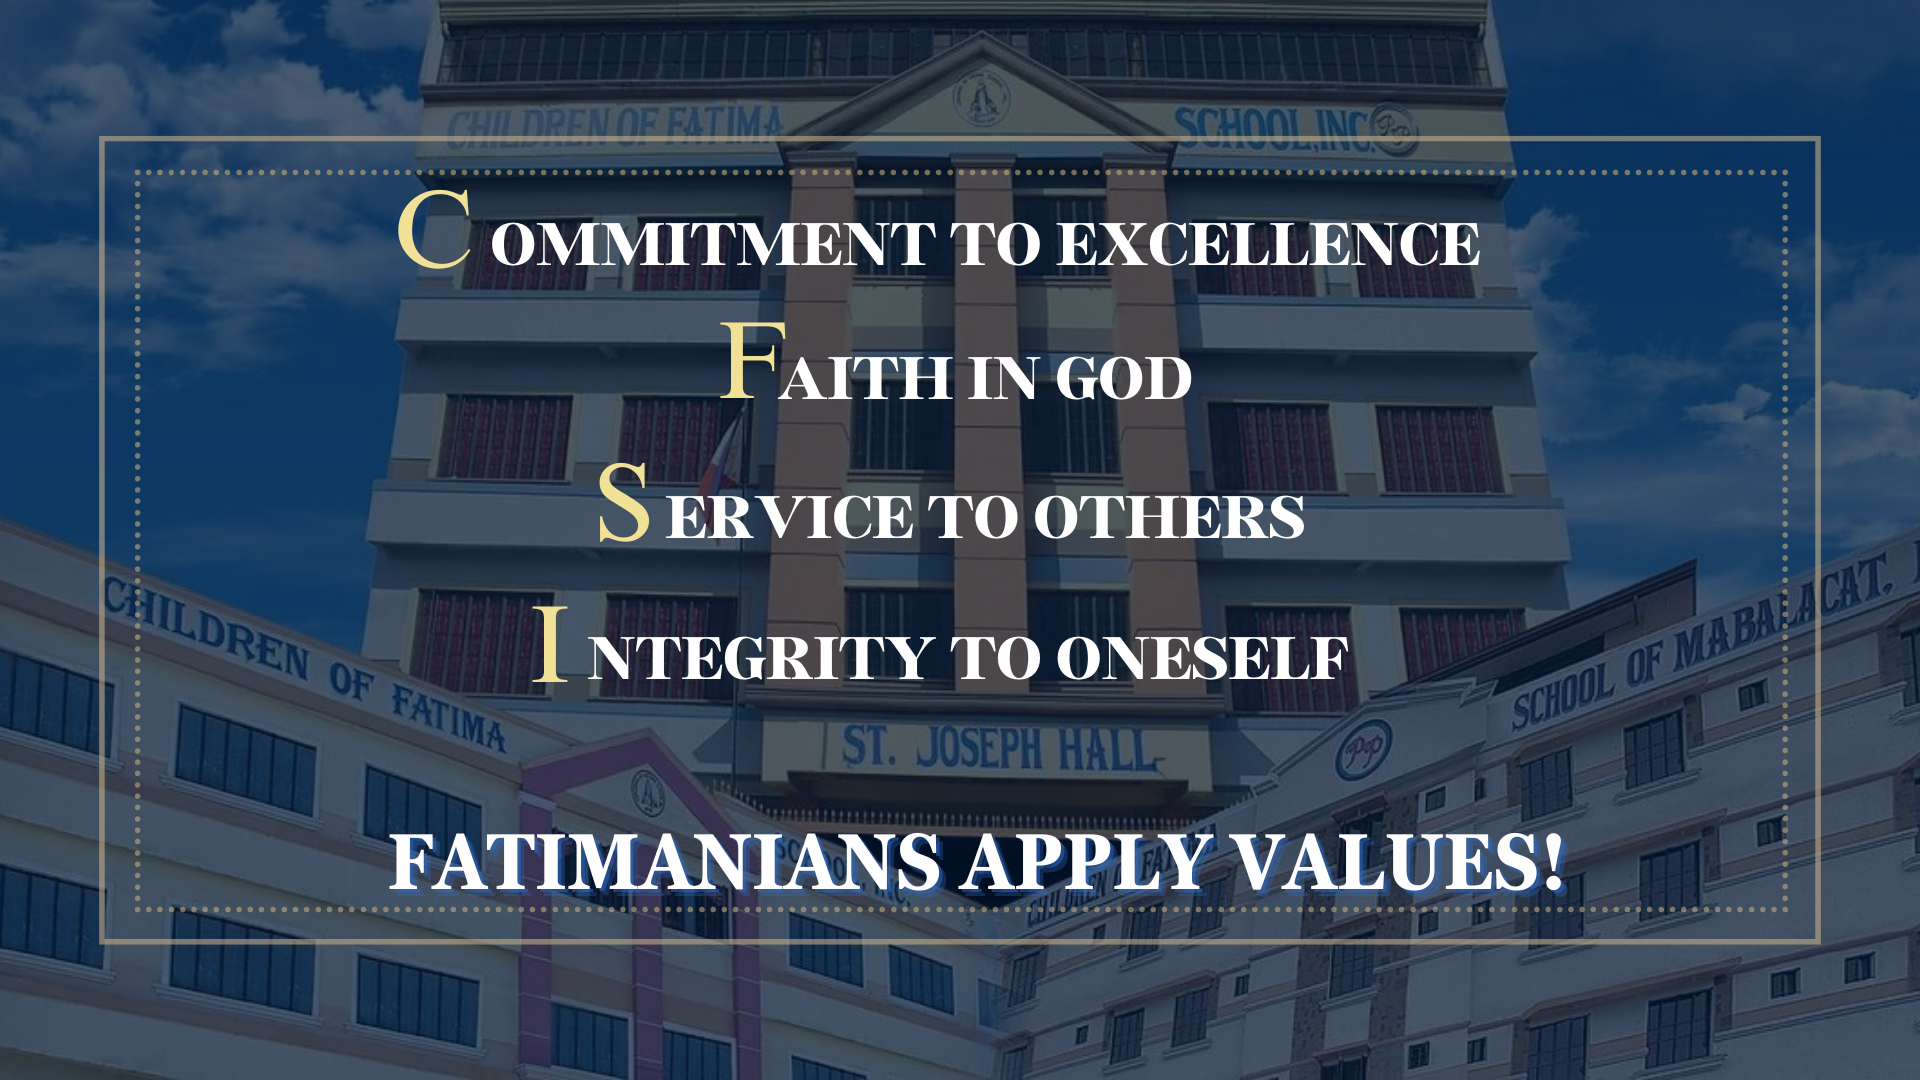 CHILDREN OF FATIMA SCHOOL, INC.
COMMITMENT TO EXCELLENCE
FAITH IN GOD
SERVICE TO OTHERS
INTEGRITY TO ONESELF
CHILDREN OF FATIMA
SCHOOL OF MABALACAT,
ST. JOSEPH HALL
FATIMANIANS APPLY VALUES!